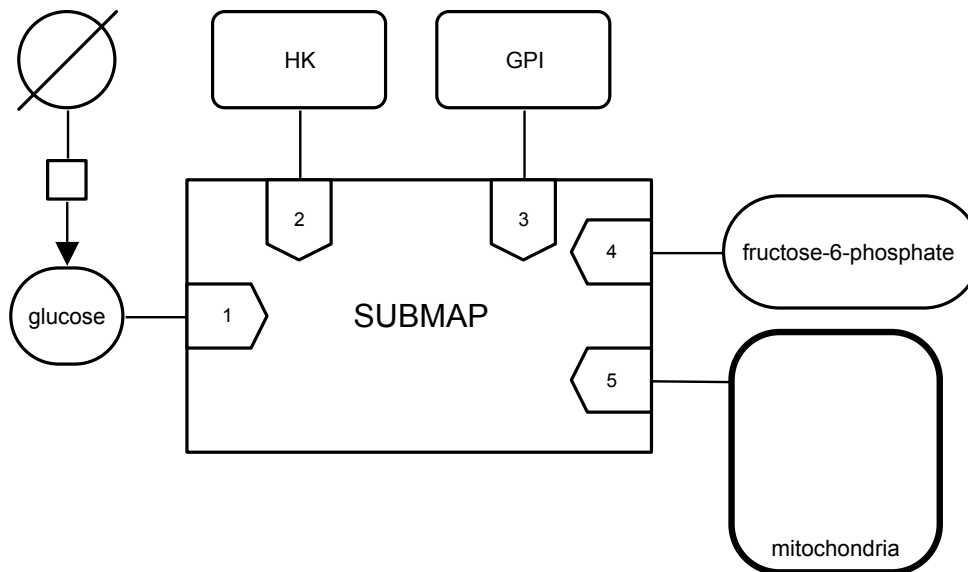 HK
GPI
2
3
4
fructose-6-phosphate
glucose
1
SUBMAP
5
mitochondria